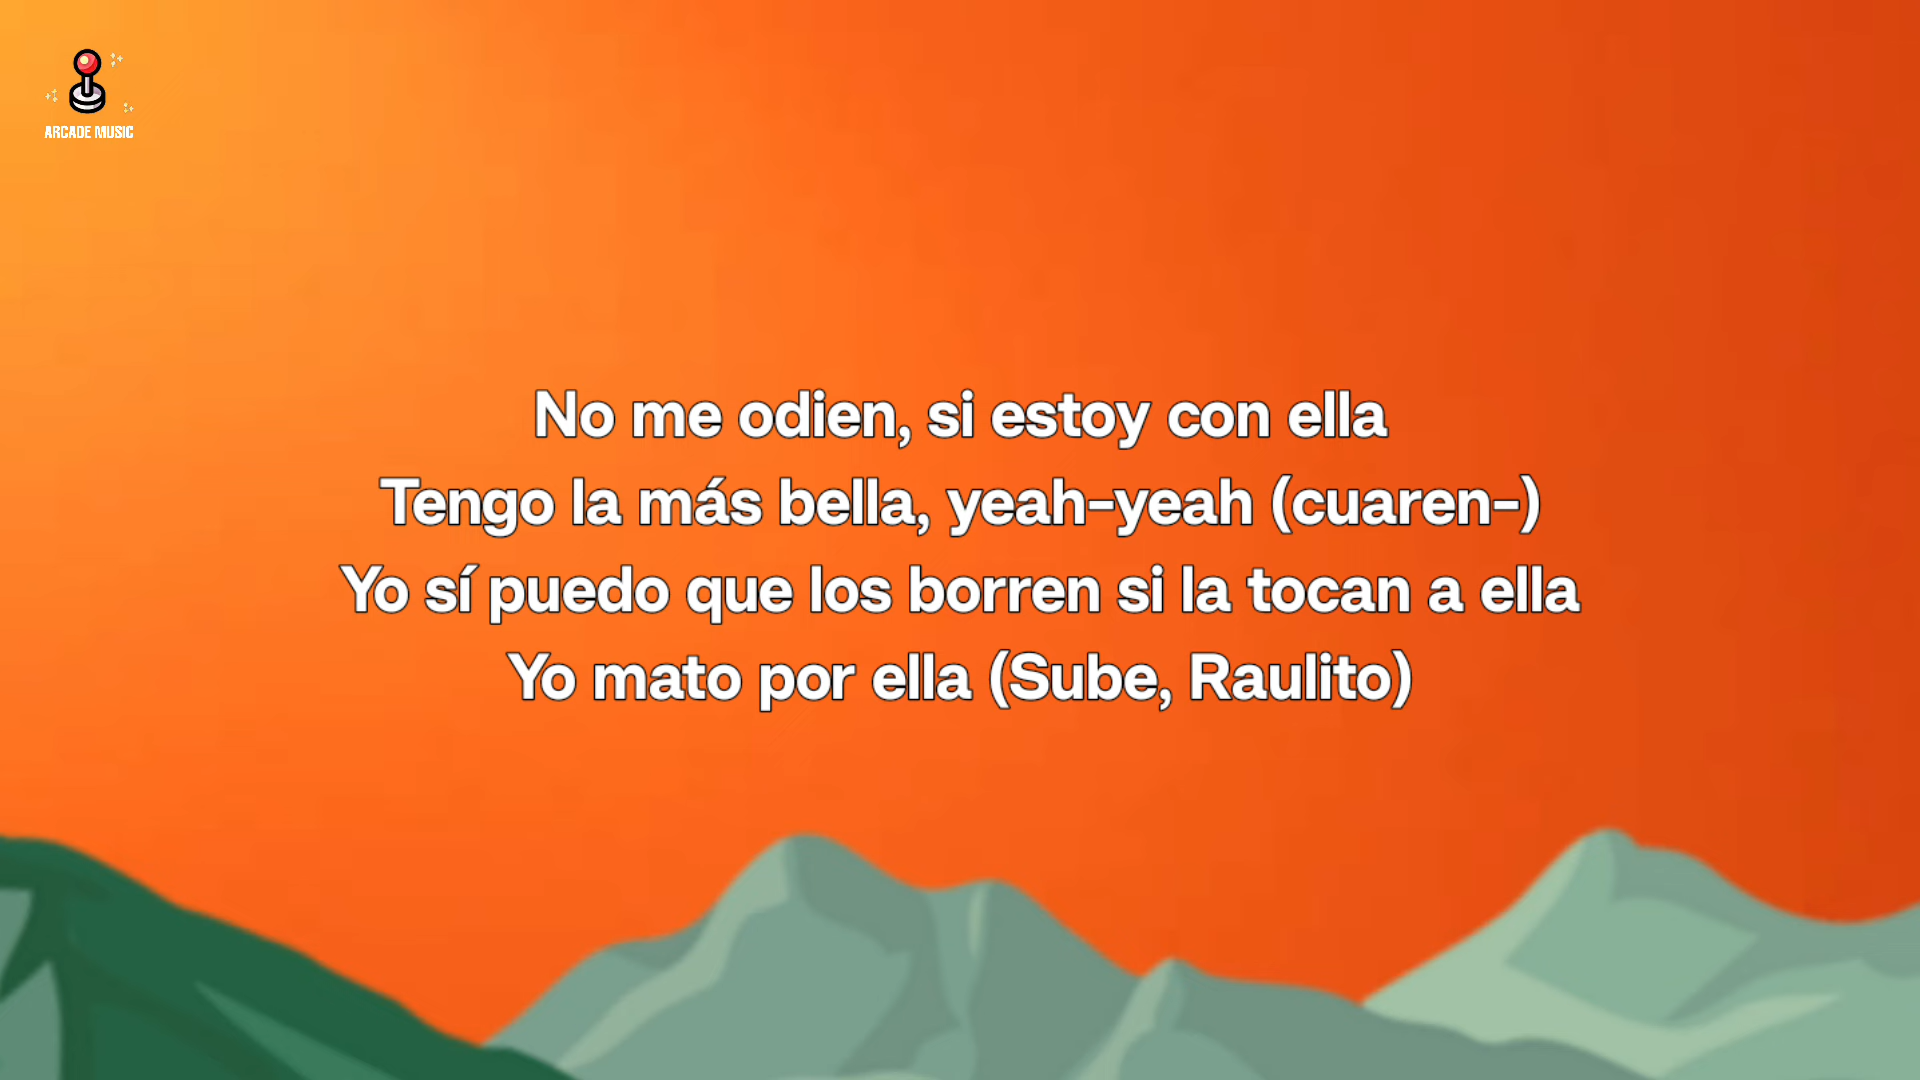 ARCADE MUSIC
No me odien, si estoy con ella
Tengo la más bella, yeah-yeah (cuaren-)
Yo sí puedo que los borren si la tocan a ella
Yo mato por ella (Sube, Raulito)